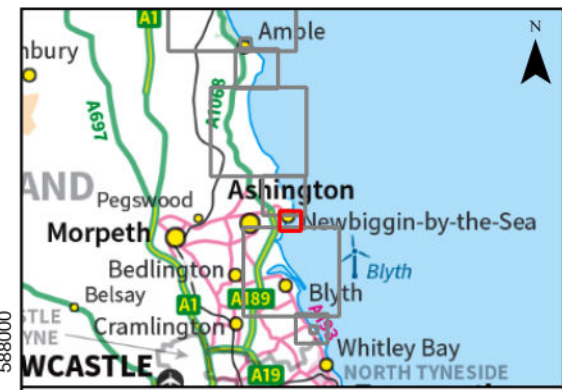 A1
Amble
N
nbury
A1068
A697
AND
Ashington
Pegswood
Newbiggin-by-the-Sea
Morpeth
Bedlington
Blyth
Belsay
A1
A189
Blyth
588000
STLE
YNE
Cramlington
Whitley Bay
WCASTLE
A19
NORTH TYNESIDE